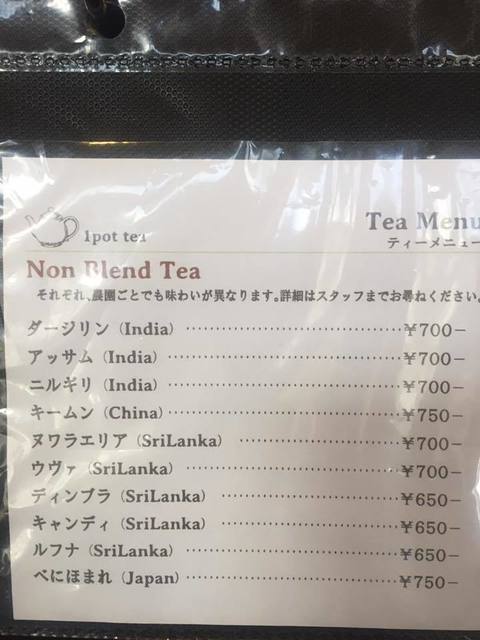 1pot tea
Tea Menu
ティーメニュー
Non Blend Tea
それぞれ、農園ごとでも味わいが異なります。詳細はスタッフまでお尋ねください。
ダージリン (India) ¥700−
アッサム (India) ¥700−
ニルギリ (India) ¥700−
キームン (China) ¥750−
ヌワラエリア (SriLanka) ¥700−
ウヴァ (SriLanka) ¥700−
ディンブラ (SriLanka) ¥650−
キャンディ (SriLanka) ¥650−
ルフナ (SriLanka) ¥650−
べにほまれ (Japan) ¥750−